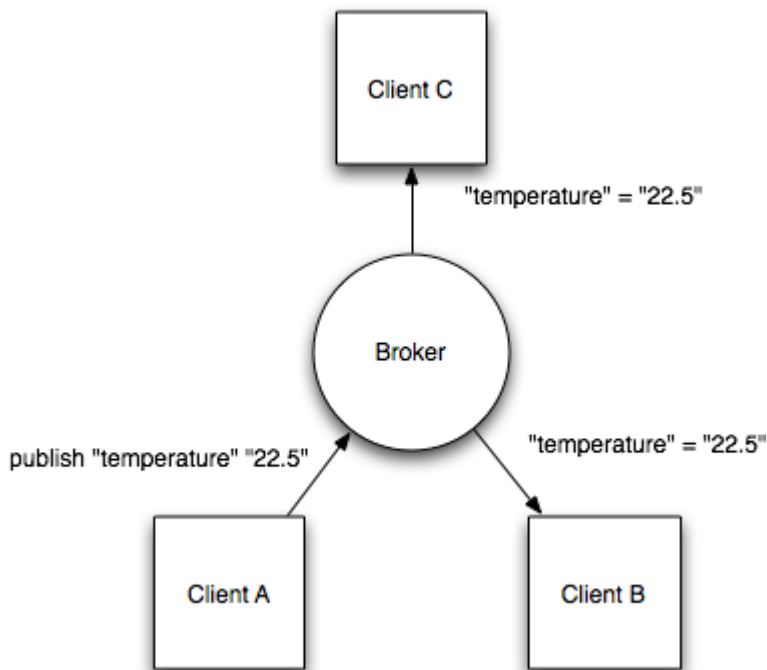 Client C
"temperature" = "22.5"
Broker
"temperature" = "22.5"
publish "temperature" "22.5"
Client A
Client B